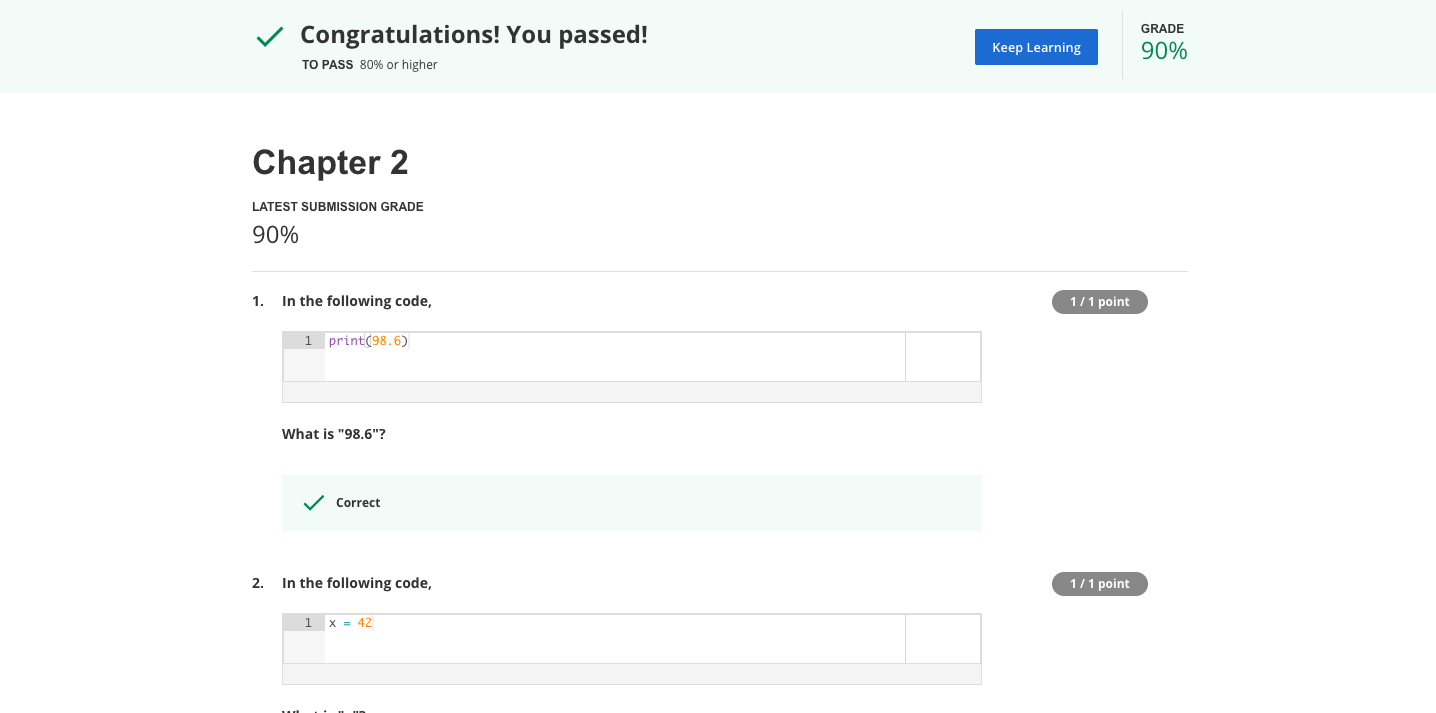 Congratulations! You passed!
TO PASS 80% or higher
Keep Learning
GRADE
90%
Chapter 2
LATEST SUBMISSION GRADE
90%
1. In the following code,
1 / 1 point
1 print(98.6)
What is "98.6"?
Correct
2. In the following code,
1 / 1 point
1 x = 42